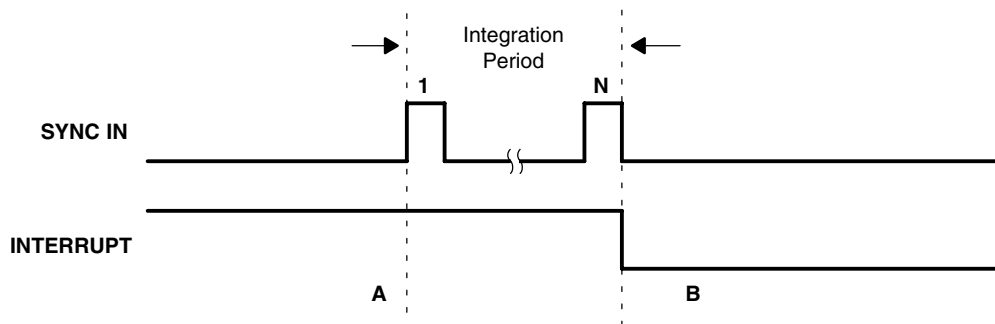 Integration
Period
1
N
SYNC IN
INTERRUPT
A
B